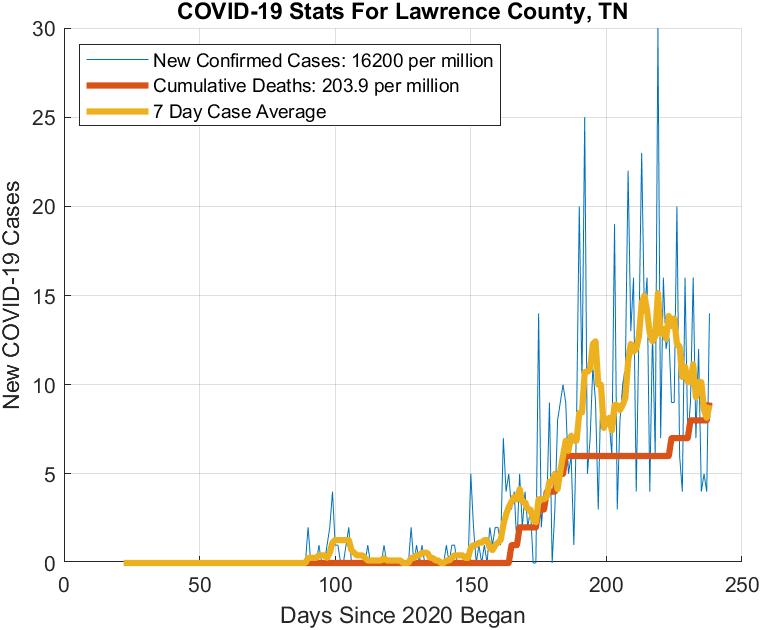 COVID-19 Stats For Lawrence County, TN
New Confirmed Cases: 16200 per million
Cumulative Deaths: 203.9 per million
7 Day Case Average
New COVID-19 Cases
30
25
20
15
10
5
0
0 50 100 150 200 250
Days Since 2020 Began